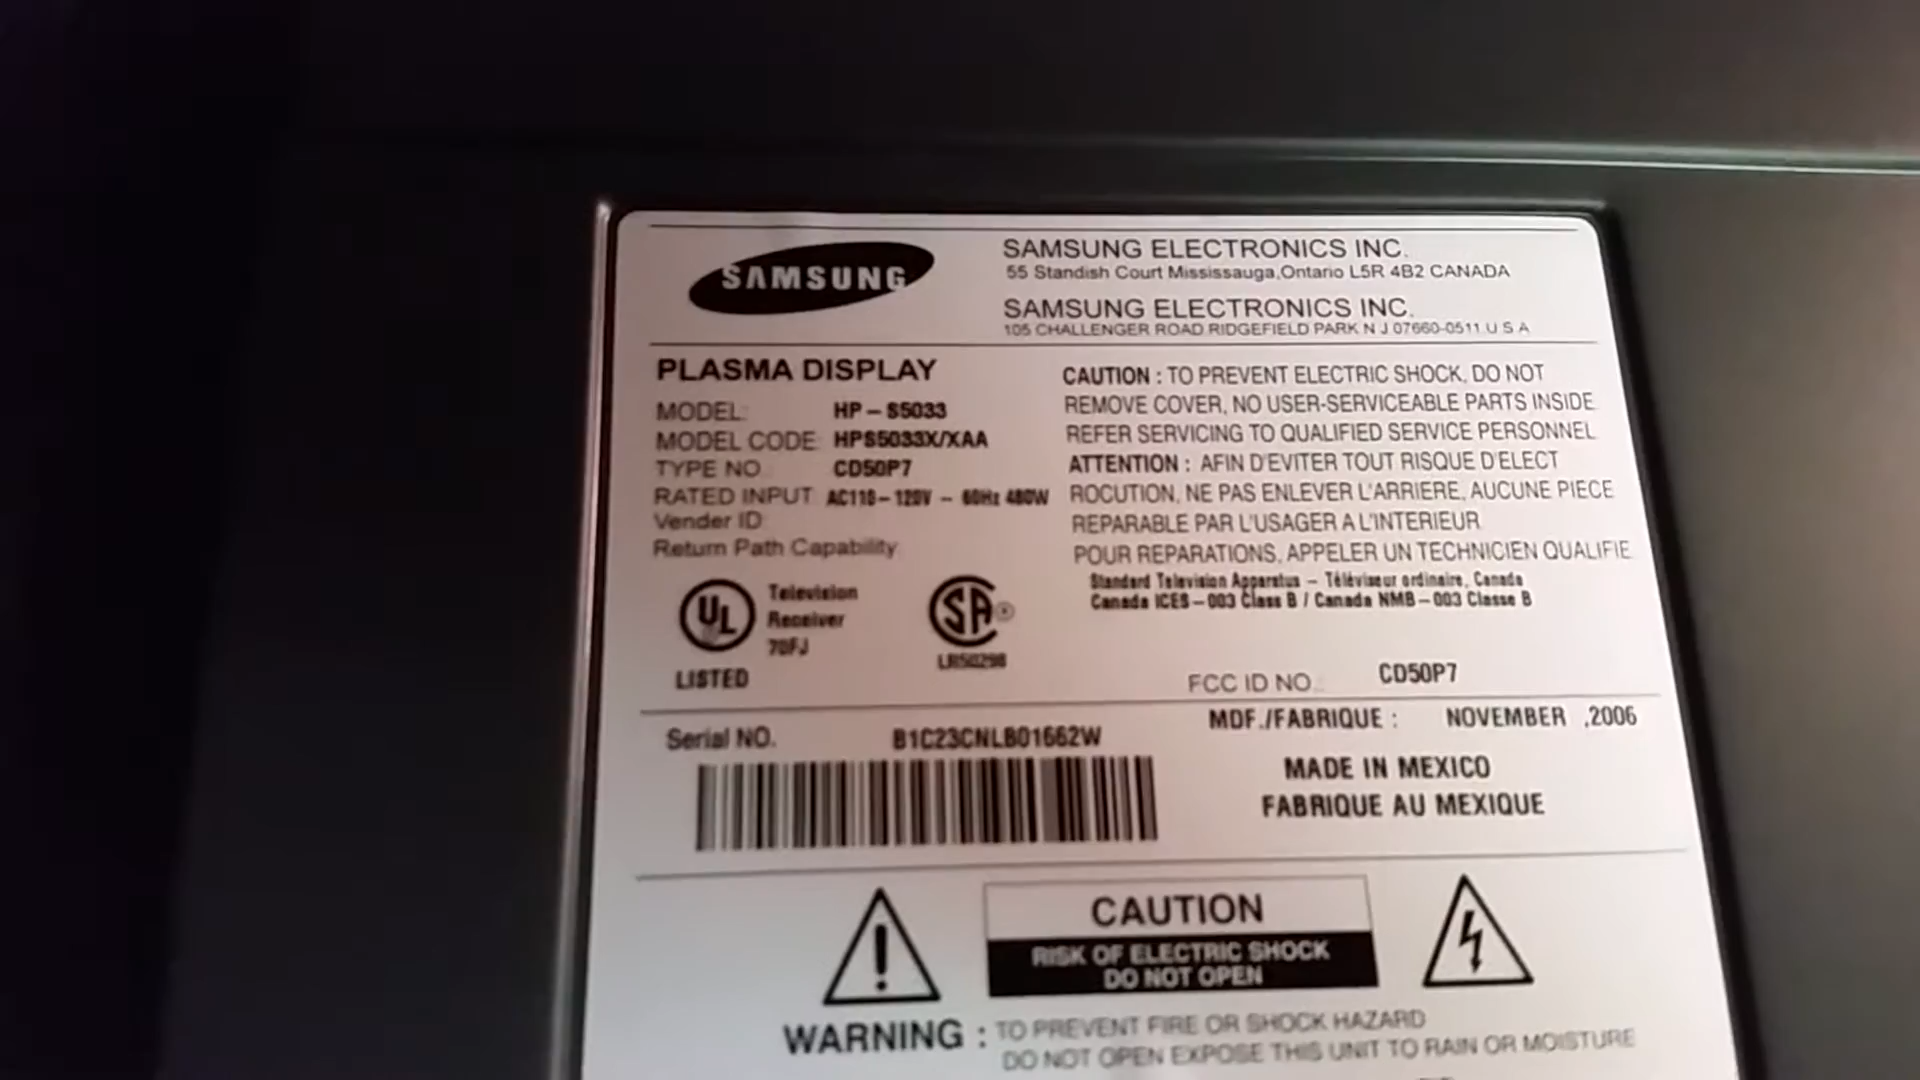 SAMSUNG
SAMSUNG ELECTRONICS INC.
55 Standish Court Mississauga,Ontario L5R 4B2 CANADA
SAMSUNG ELECTRONICS INC.
105 CHALLENGER ROAD RIDGEFIELD PARK N J 07660-0511 U S A
PLASMA DISPLAY
MODEL: HP-S5033
MODEL CODE: HPS5033X/XAA
TYPE NO. CD50P7
RATED INPUT: AC110-120V ~ 60Hz 480W
Vender ID
Return Path Capability
CAUTION : TO PREVENT ELECTRIC SHOCK, DO NOT
REMOVE COVER, NO USER-SERVICEABLE PARTS INSIDE
REFER SERVICING TO QUALIFIED SERVICE PERSONNEL
ATTENTION : AFIN D'EVITER TOUT RISQUE D'ELECT
ROCUTION, NE PAS ENLEVER L'ARRIERE, AUCUNE PIECE
REPARABLE PAR L'USAGER A L'INTERIEUR
POUR REPARATIONS, APPELER UN TECHNICIEN QUALIFIE
Standard Television Apparatus - Téléviseur ordinaire, Canada
Canada ICES-003 Class B / Canada NMB-003 Classe B
UL
LISTED
Television
Receiver
70FJ
SA
LR50298
FCC ID NO.: CD50P7
Serial NO. B1C23CNLB01662W
MDF./FABRIQUE : NOVEMBER ,2006
MADE IN MEXICO
FABRIQUE AU MEXIQUE
CAUTION
RISK OF ELECTRIC SHOCK
DO NOT OPEN
WARNING : TO PREVENT FIRE OR SHOCK HAZARD
DO NOT OPEN EXPOSE THIS UNIT TO RAIN OR MOISTURE